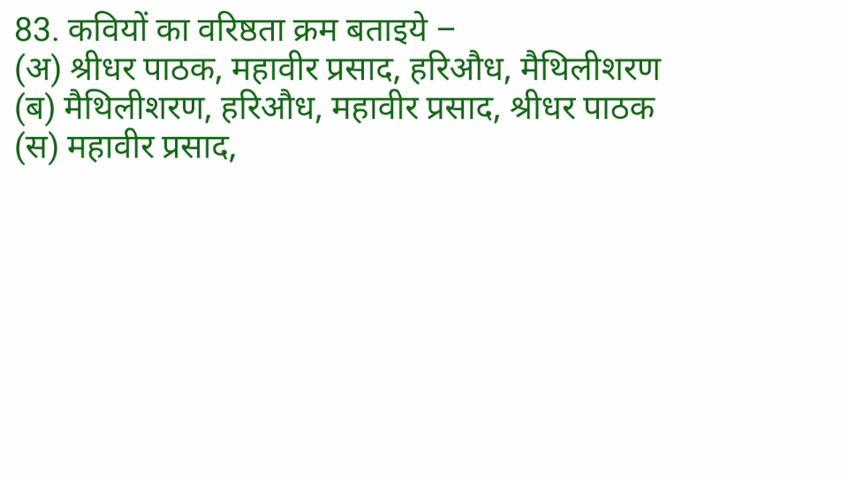 83. कवियों का वरिष्ठता क्रम बताइये –
(अ) श्रीधर पाठक, महावीर प्रसाद, हरिऔध, मैथिलीशरण
(ब) मैथिलीशरण, हरिऔध, महावीर प्रसाद, श्रीधर पाठक
(स) महावीर प्रसाद,